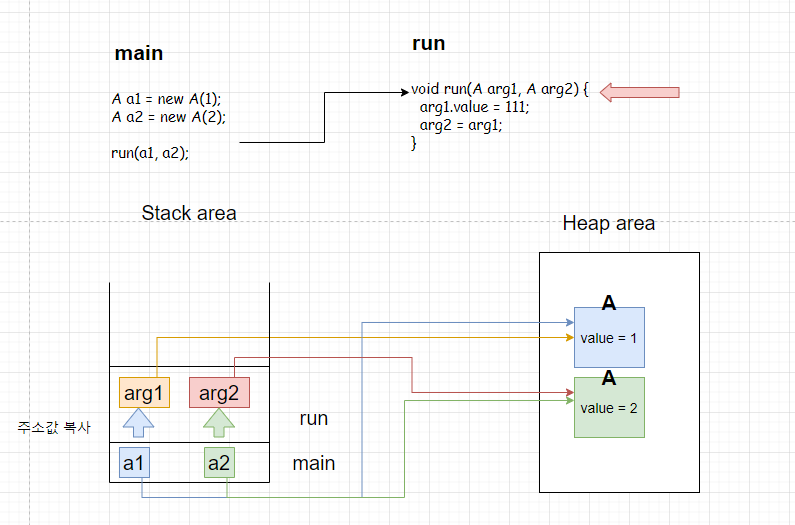 main
A a1 = new A(1);
A a2 = new A(2);
run(a1, a2);
run
void run(A arg1, A arg2) {
arg1.value = 111;
arg2 = arg1;
}
Stack area
Heap area
A
value = 1
A
value = 2
arg1
arg2
run
주소값 복사
a1
a2
main